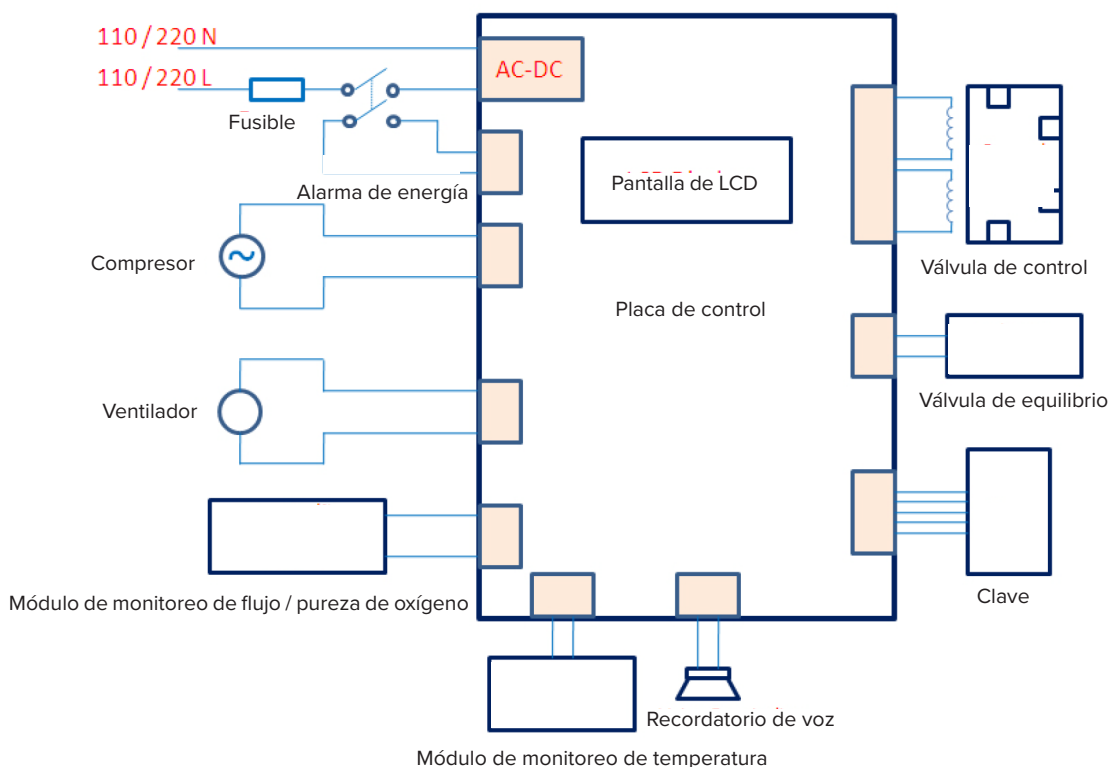 110 / 220 N
110 / 220 L
AC-DC
Fusible
Alarma de energía
Pantalla de LCD
Compresor
Válvula de control
Placa de control
Ventilador
Válvula de equilibrio
Módulo de monitoreo de flujo / pureza de oxígeno
Clave
Recordatorio de voz
Módulo de monitoreo de temperatura